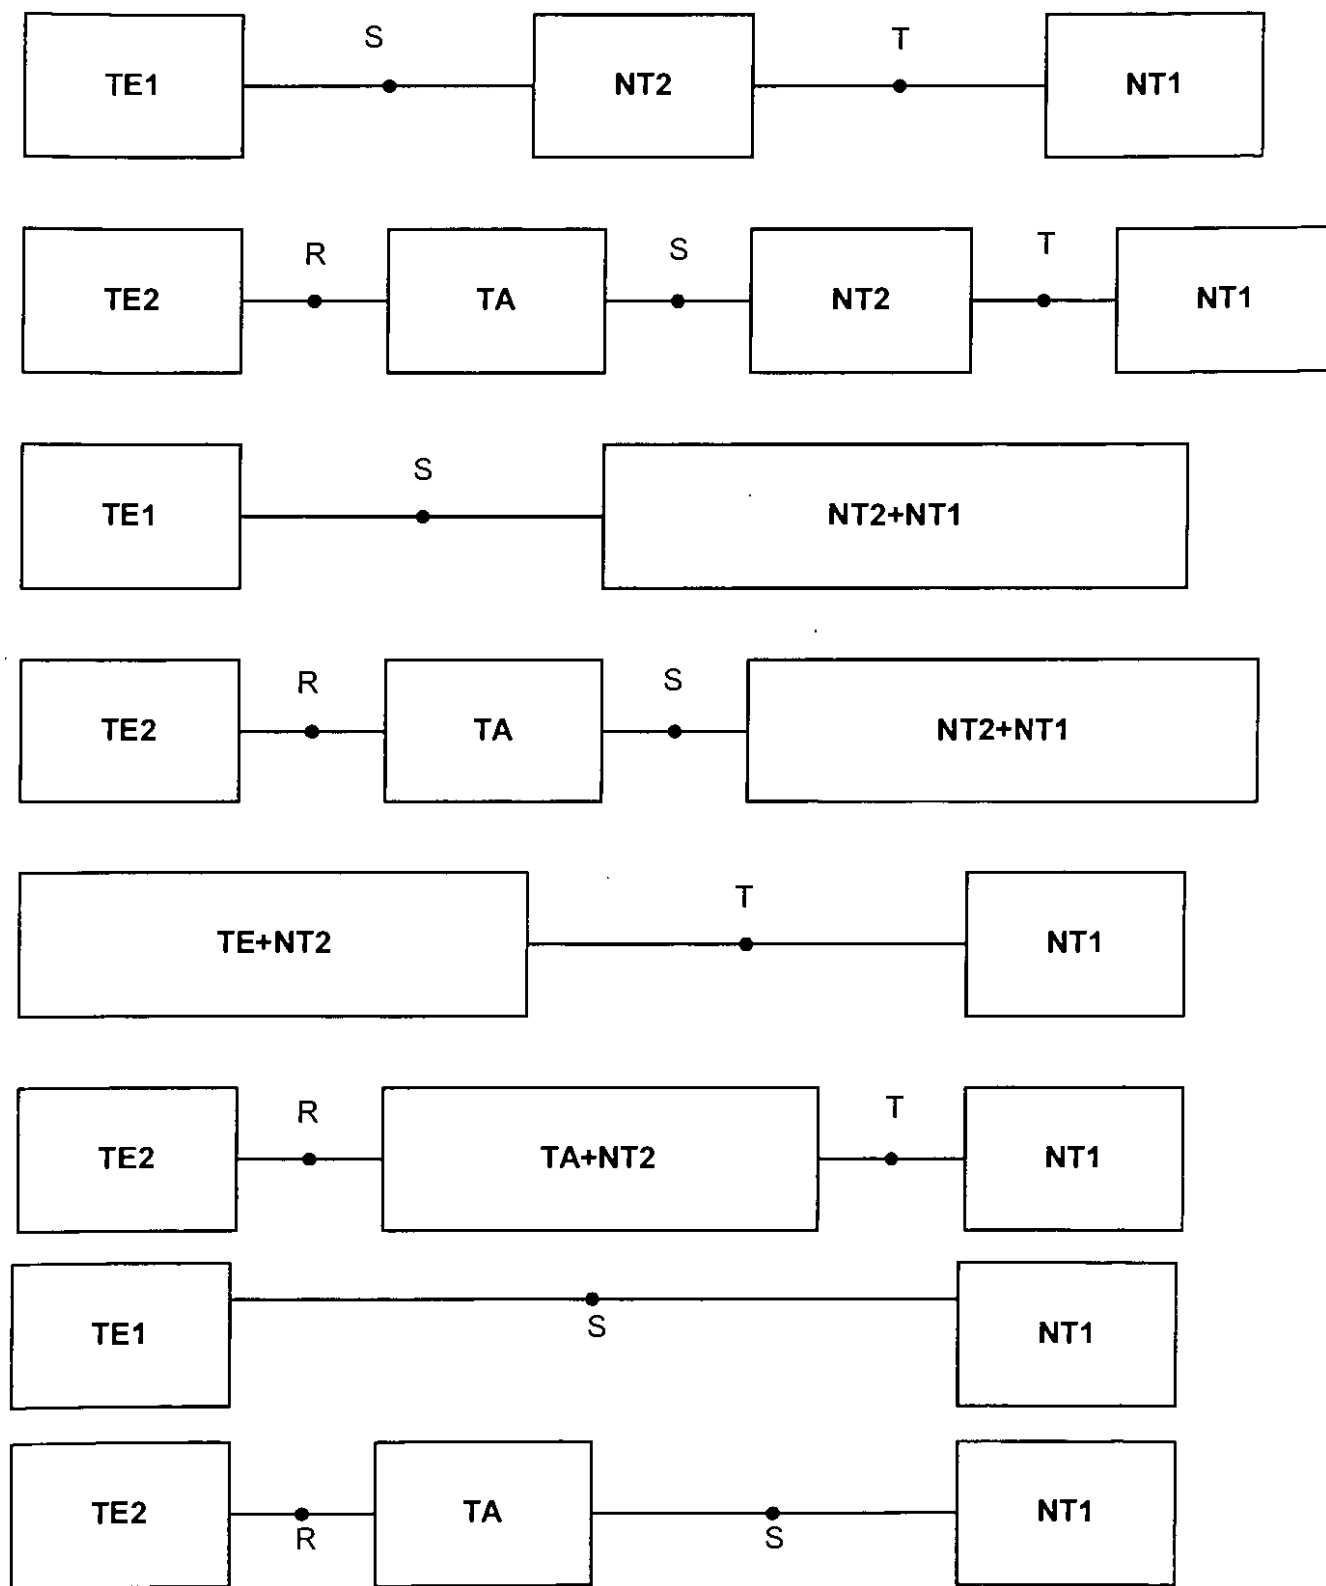 S T
TE1 NT2 NT1
R S T
TE2 TA NT2 NT1
S
TE1 NT2+NT1
R S
TE2 TA NT2+NT1
T
TE+NT2 NT1
R T
TE2 TA+NT2 NT1
TE1 S NT1
TE2 R TA S NT1